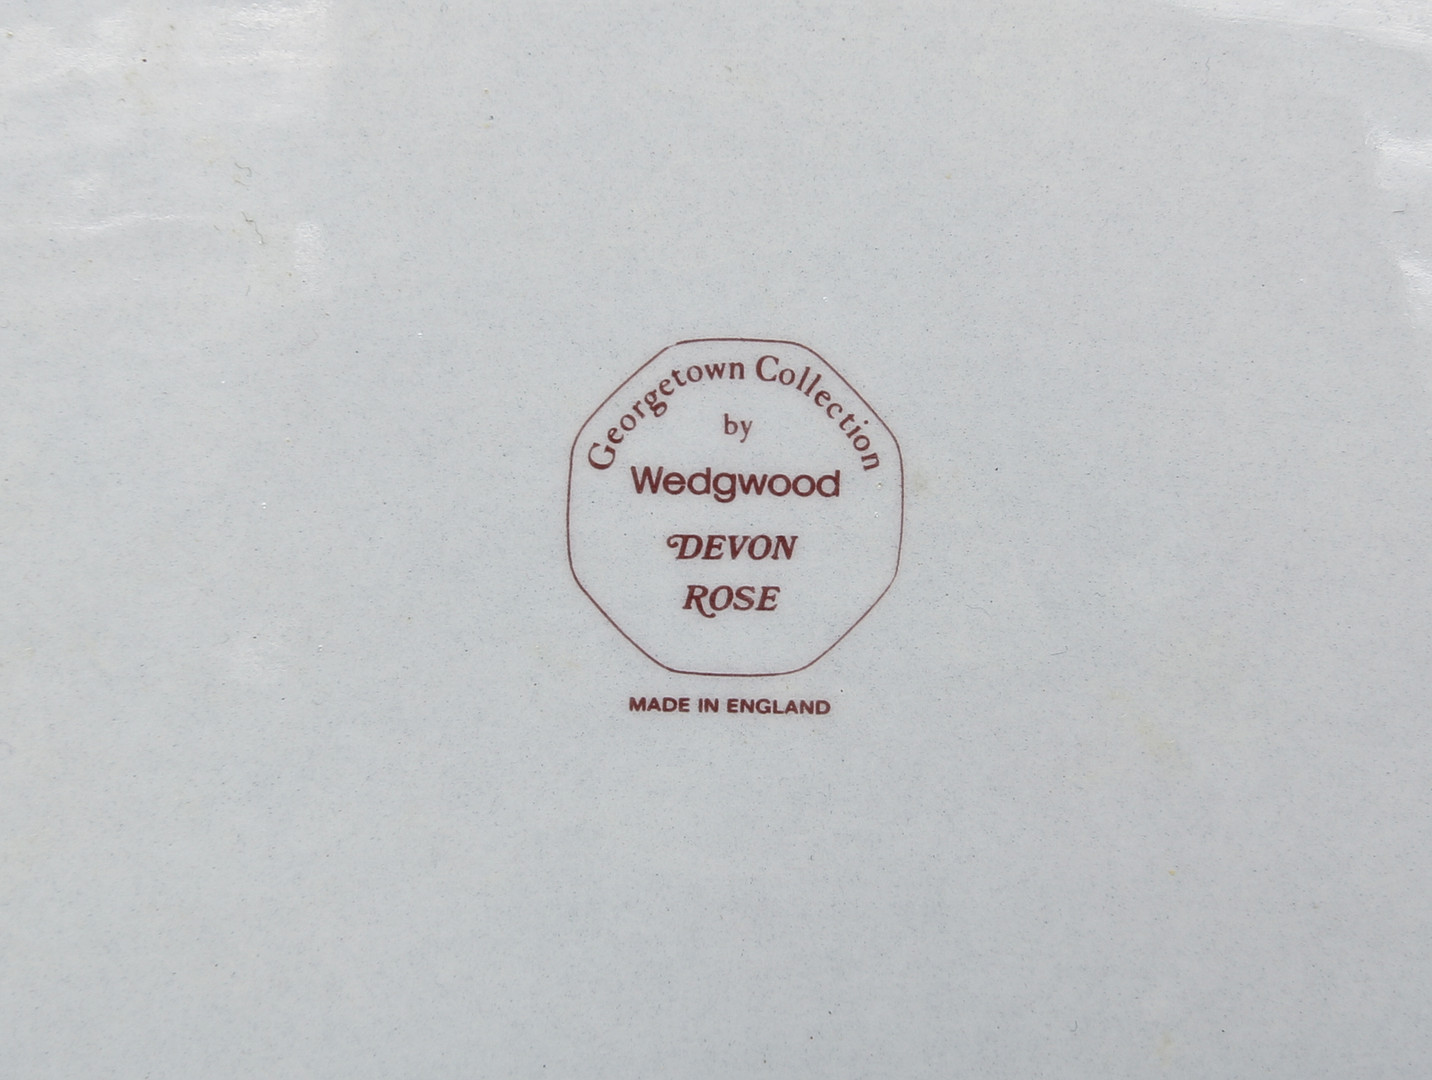 Georgetown Collection
by
Wedgwood
DEVON
ROSE
MADE IN ENGLAND